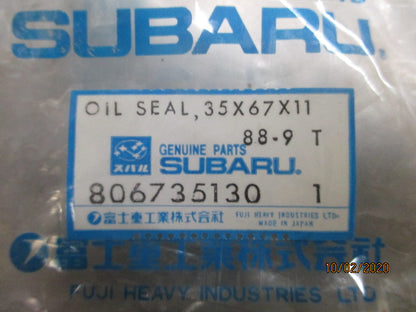 SUBARU.
OIL SEAL,35X67X11
88-9 T
GENUINE PARTS
スバル SUBARU.
806735130 1
富士重工業株式会社 FUJI HEAVY INDUSTRIES LTD.
MADE IN JAPAN
富士重工業株式会社
FUJI HEAVY INDUSTRIES LTD
10/02/2020